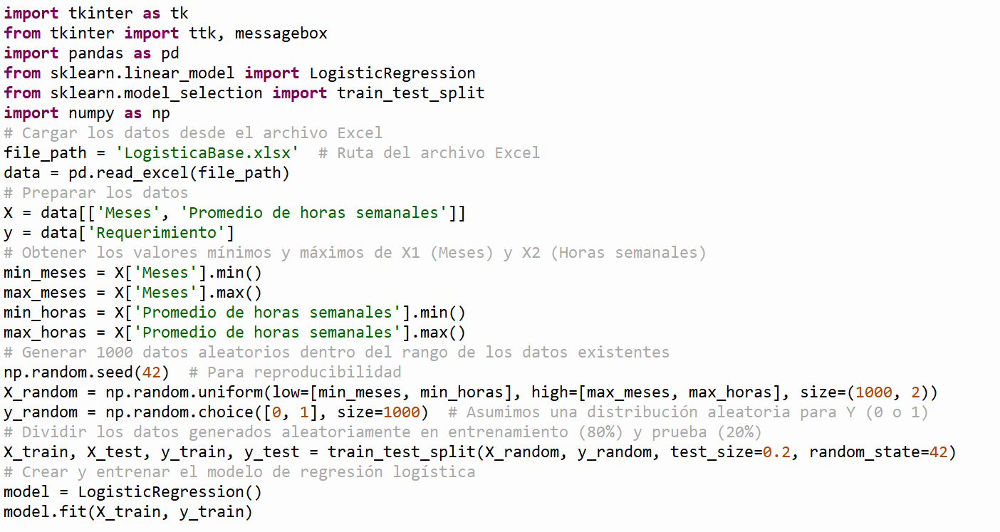 import tkinter as tk
from tkinter import ttk, messagebox
import pandas as pd
from sklearn.linear_model import LogisticRegression
from sklearn.model_selection import train_test_split
import numpy as np
# Cargar los datos desde el archivo Excel
file_path = 'LogisticaBase.xlsx'  # Ruta del archivo Excel
data = pd.read_excel(file_path)
# Preparar los datos
X = data[['Meses', 'Promedio de horas semanales']]
y = data['Requerimiento']
# Obtener los valores mínimos y máximos de X1 (Meses) y X2 (Horas semanales)
min_meses = X['Meses'].min()
max_meses = X['Meses'].max()
min_horas = X['Promedio de horas semanales'].min()
max_horas = X['Promedio de horas semanales'].max()
# Generar 1000 datos aleatorios dentro del rango de los datos existentes
np.random.seed(42)  # Para reproducibilidad
X_random = np.random.uniform(low=[min_meses, min_horas], high=[max_meses, max_horas], size=(1000, 2))
y_random = np.random.choice([0, 1], size=1000)  # Asumimos una distribución aleatoria para Y (0 o 1)
# Dividir los datos generados aleatoriamente en entrenamiento (80%) y prueba (20%)
X_train, X_test, y_train, y_test = train_test_split(X_random, y_random, test_size=0.2, random_state=42)
# Crear y entrenar el modelo de regresión logística
model = LogisticRegression()
model.fit(X_train, y_train)